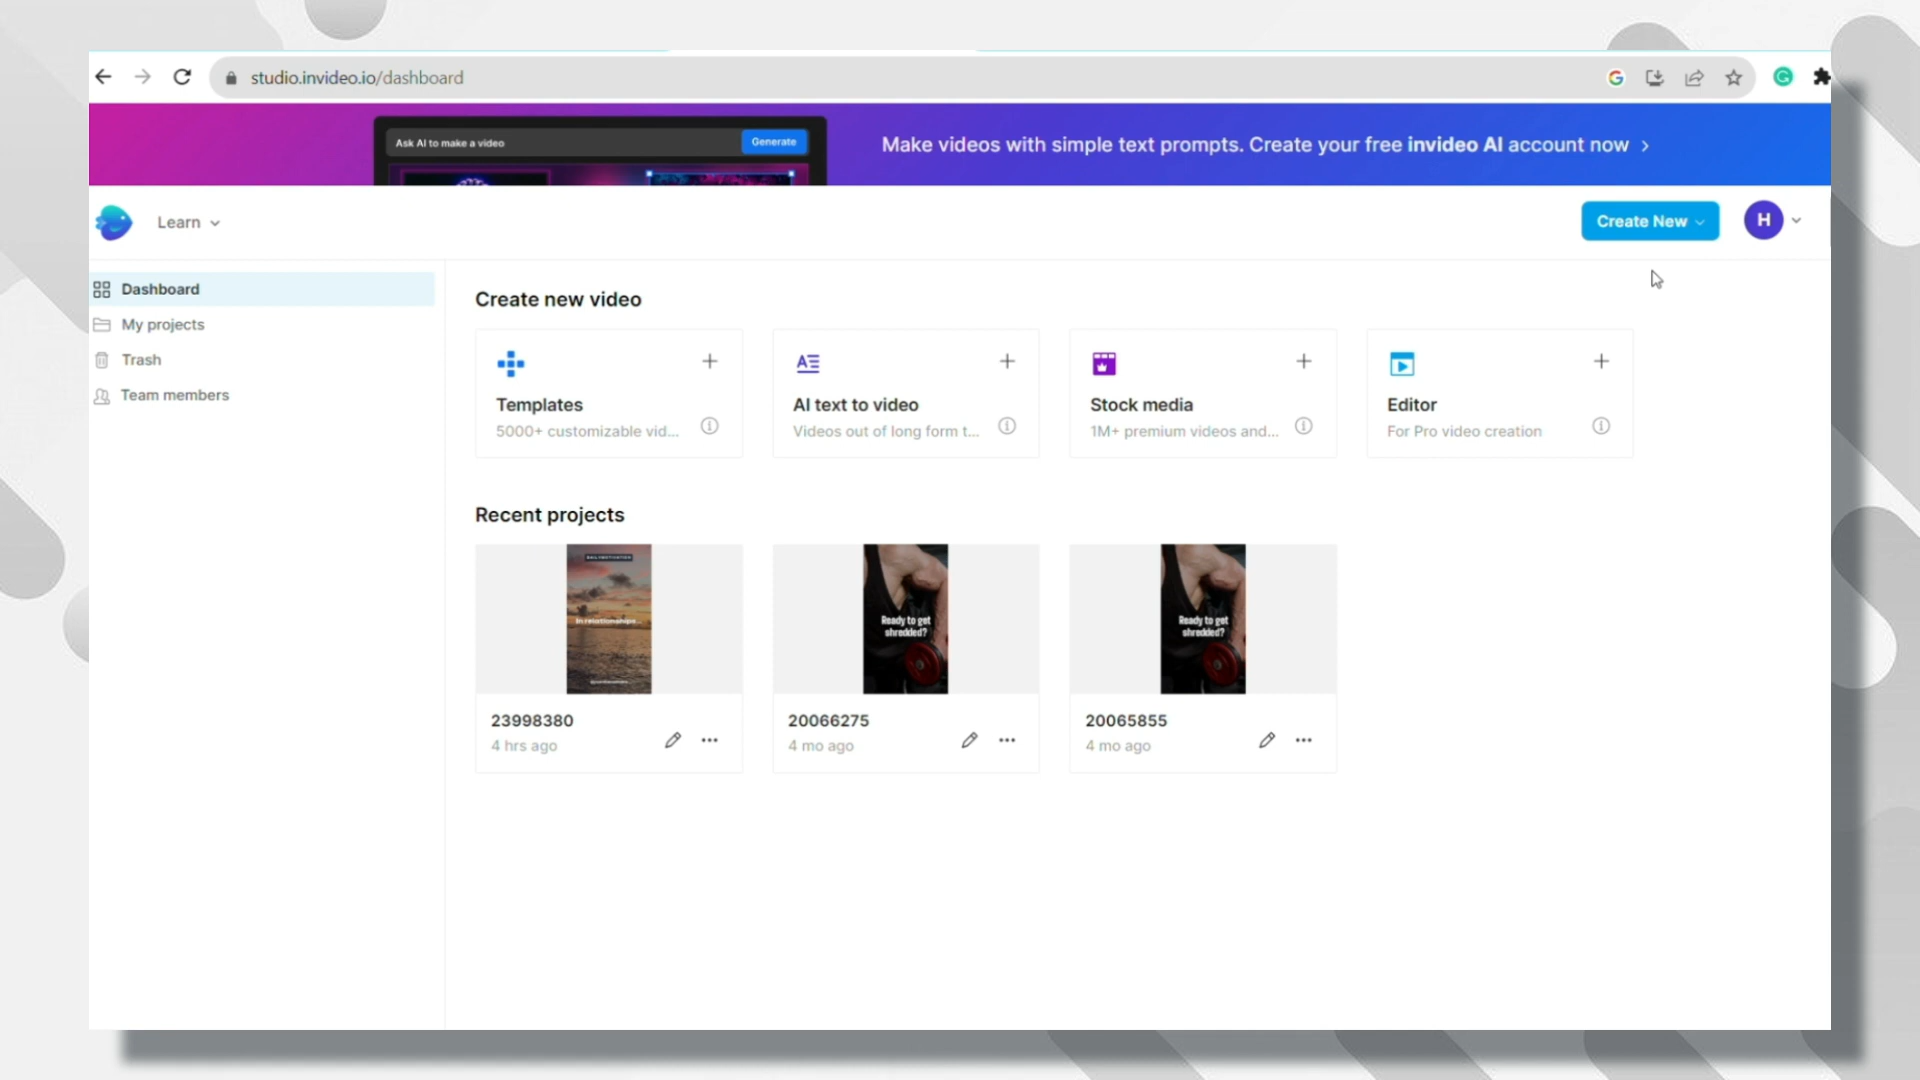 studio.invideo.io/dashboard
Ask AI to make a video
Generate
Make videos with simple text prompts. Create your free invideo AI account now
Learn
Create New
H
Dashboard
My projects
Trash
Team members
Create new video
Templates
5000+ customizable vid...
AI text to video
Videos out of long form t...
Stock media
1M+ premium videos and...
Editor
For Pro video creation
Recent projects
In relationships...
Ready to get
shredded?
Ready to get
shredded?
23998380
4 hrs ago
20066275
4 mo ago
20065855
4 mo ago